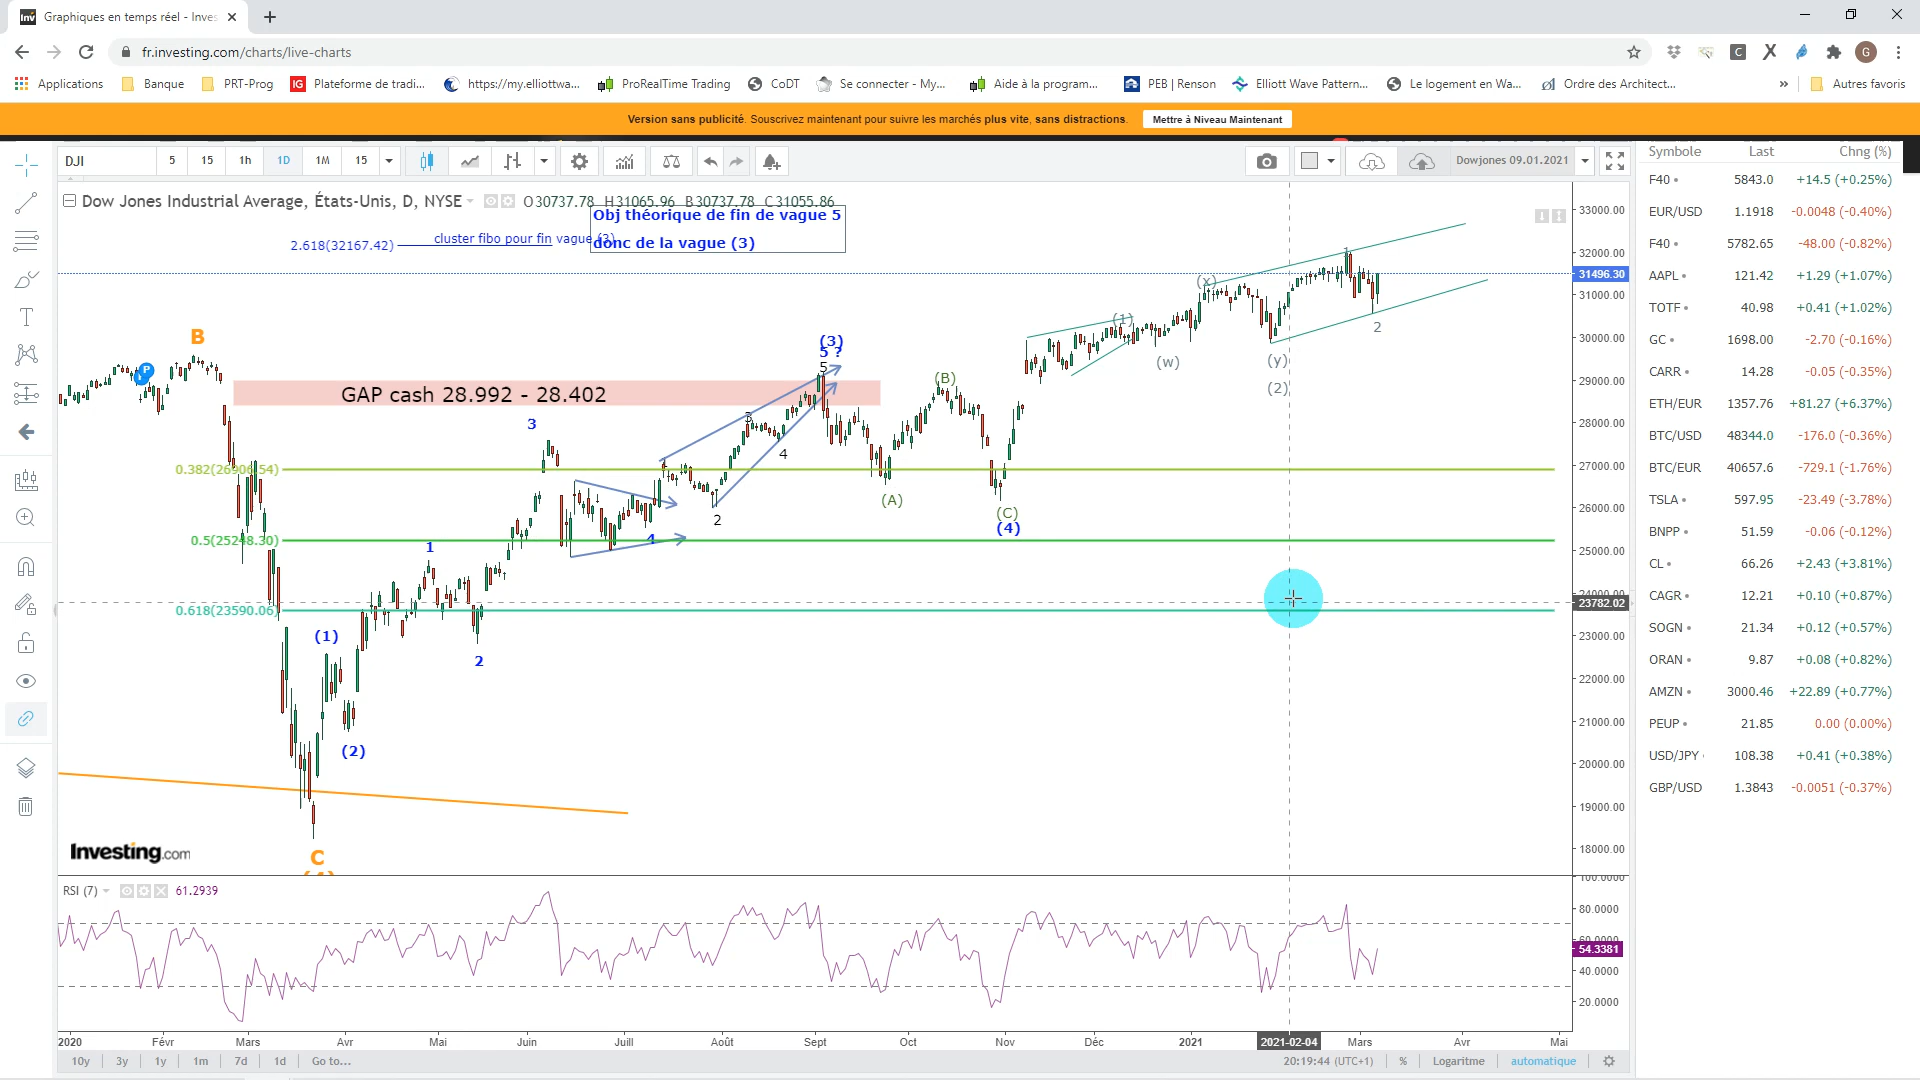 Graphiques en temps réel - Inves
fr.investing.com/charts/live-charts
G
Applications
Banque
PRT-Prog
IG
Plateforme de tradi...
https://my.elliottwa...
ProRealTime Trading
CoDT
Se connecter - My...
Aide à la program...
PEB | Renson
Elliott Wave Pattern...
Le logement en Wa...
Ordre des Architect...
»
Autres favoris
Version sans publicité. Souscrivez maintenant pour suivre les marchés plus vite, sans distractions.
Mettre à Niveau Maintenant
DJI
5
15
1h
1D
1M
15
Dowjones 09.01.2021
Dow Jones Industrial Average, États-Unis, D, NYSE
O30737.78 H31065.96 B30737.78 C31055.86
Obj théorique de fin de vague 5
donc de la vague (3)
2.618(32167.42)
cluster fibo pour fin vague (3)
B
P
GAP cash 28.992 - 28.402
(3)
5 ?
5
3
3
4
4
2
1
2
(1)
(2)
(A)
(B)
(C)
(4)
(1)
(w)
(x)
(y)
(2)
1
2
0.382(26906.54)
0.5(25248.30)
0.618(23590.06)
C
Investing.com
33000.00
32000.00
31496.30
31000.00
30000.00
29000.00
28000.00
27000.00
26000.00
25000.00
24000.00
23782.02
23000.00
22000.00
21000.00
20000.00
19000.00
18000.00
RSI (7)
61.2939
100.0000
80.0000
60.0000
54.3381
40.0000
20.0000
2020
Févr
Mars
Avr
Mai
Juin
Juill
Août
Sept
Oct
Nov
Déc
2021
2021-02-04
Mars
Avr
Mai
10y
3y
1y
1m
7d
1d
Go to...
20:19:44 (UTC+1)
%
Logaritme
automatique
Symbole Last Chng (%)
F40 5843.0 +14.5 (+0.25%)
EUR/USD 1.1918 -0.0048 (-0.40%)
F40 5782.65 -48.00 (-0.82%)
AAPL 121.42 +1.29 (+1.07%)
TOTF 40.98 +0.41 (+1.02%)
GC 1698.00 -2.70 (-0.16%)
CARR 14.28 -0.05 (-0.35%)
ETH/EUR 1357.76 +81.27 (+6.37%)
BTC/USD 48344.0 -176.0 (-0.36%)
BTC/EUR 40657.6 -729.1 (-1.76%)
TSLA 597.95 -23.49 (-3.78%)
BNPP 51.59 -0.06 (-0.12%)
CL 66.26 +2.43 (+3.81%)
CAGR 12.21 +0.10 (+0.87%)
SOGN 21.34 +0.12 (+0.57%)
ORAN 9.87 +0.08 (+0.82%)
AMZN 3000.46 +22.89 (+0.77%)
PEUP 21.85 0.00 (0.00%)
USD/JPY 108.38 +0.41 (+0.38%)
GBP/USD 1.3843 -0.0051 (-0.37%)